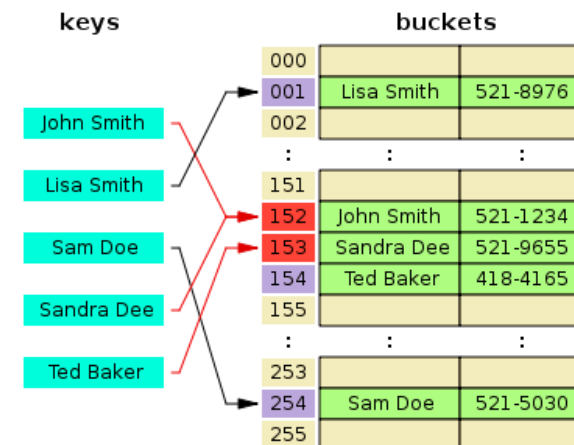 keys
buckets
000
001 Lisa Smith 521-8976
002
: : :
151
152 John Smith 521-1234
153 Sandra Dee 521-9655
154 Ted Baker 418-4165
155
: : :
253
254 Sam Doe 521-5030
255
John Smith
Lisa Smith
Sam Doe
Sandra Dee
Ted Baker